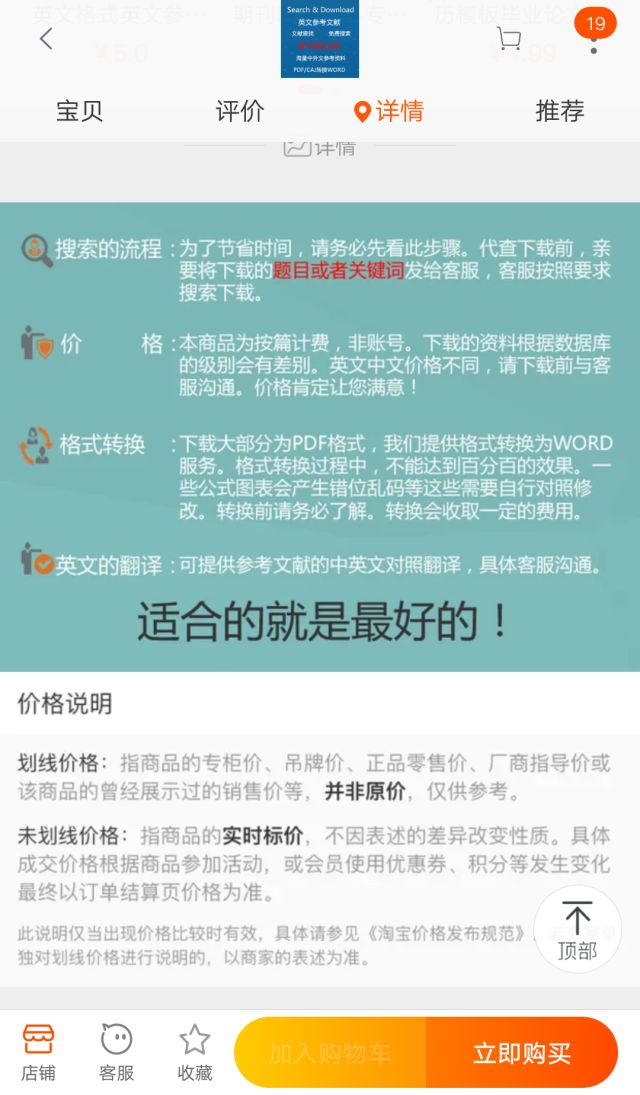 英文格式英文参…
期刊
专…
历模板毕业论文
¥50
.99
Search & Download
英文参考文献
文献查找 免费搜索
海量中外文参考资料
PDF/CAJ转换WORD
19
宝贝 评价 详情 推荐
详情
搜索的流程：为了节省时间，请务必先看此步骤。代查下载前，亲
要将下载的题目或者关键词发给客服，客服按照要求
搜索下载。
价 格：本商品为按篇计费，非账号。下载的资料根据数据库
的级别会有差别。英文中文价格不同，请下载前与客
服沟通。价格肯定让您满意！
格式转换：下载大部分为PDF格式，我们提供格式转换为WORD
服务。格式转换过程中，不能达到百分百的效果。一
些公式图表会产生错位乱码等这些需要自行对照修
改。转换前请务必了解。转换会收取一定的费用。
英文的翻译：可提供参考文献的中英文对照翻译，具体客服沟通。
适合的就是最好的！
价格说明
划线价格：指商品的专柜价、吊牌价、正品零售价、厂商指导价或
该商品的曾经展示过的销售价等，并非原价，仅供参考。
未划线价格：指商品的实时标价，不因表述的差异改变性质。具体
成交价格根据商品参加活动，或会员使用优惠券、积分等发生变化
最终以订单结算页价格为准。
此说明仅当出现价格比较时有效，具体请参见《淘宝价格发布规范》。
独对划线价格进行说明的，以商家的表述为准。
顶部
店铺 客服 收藏 加入购物车 立即购买